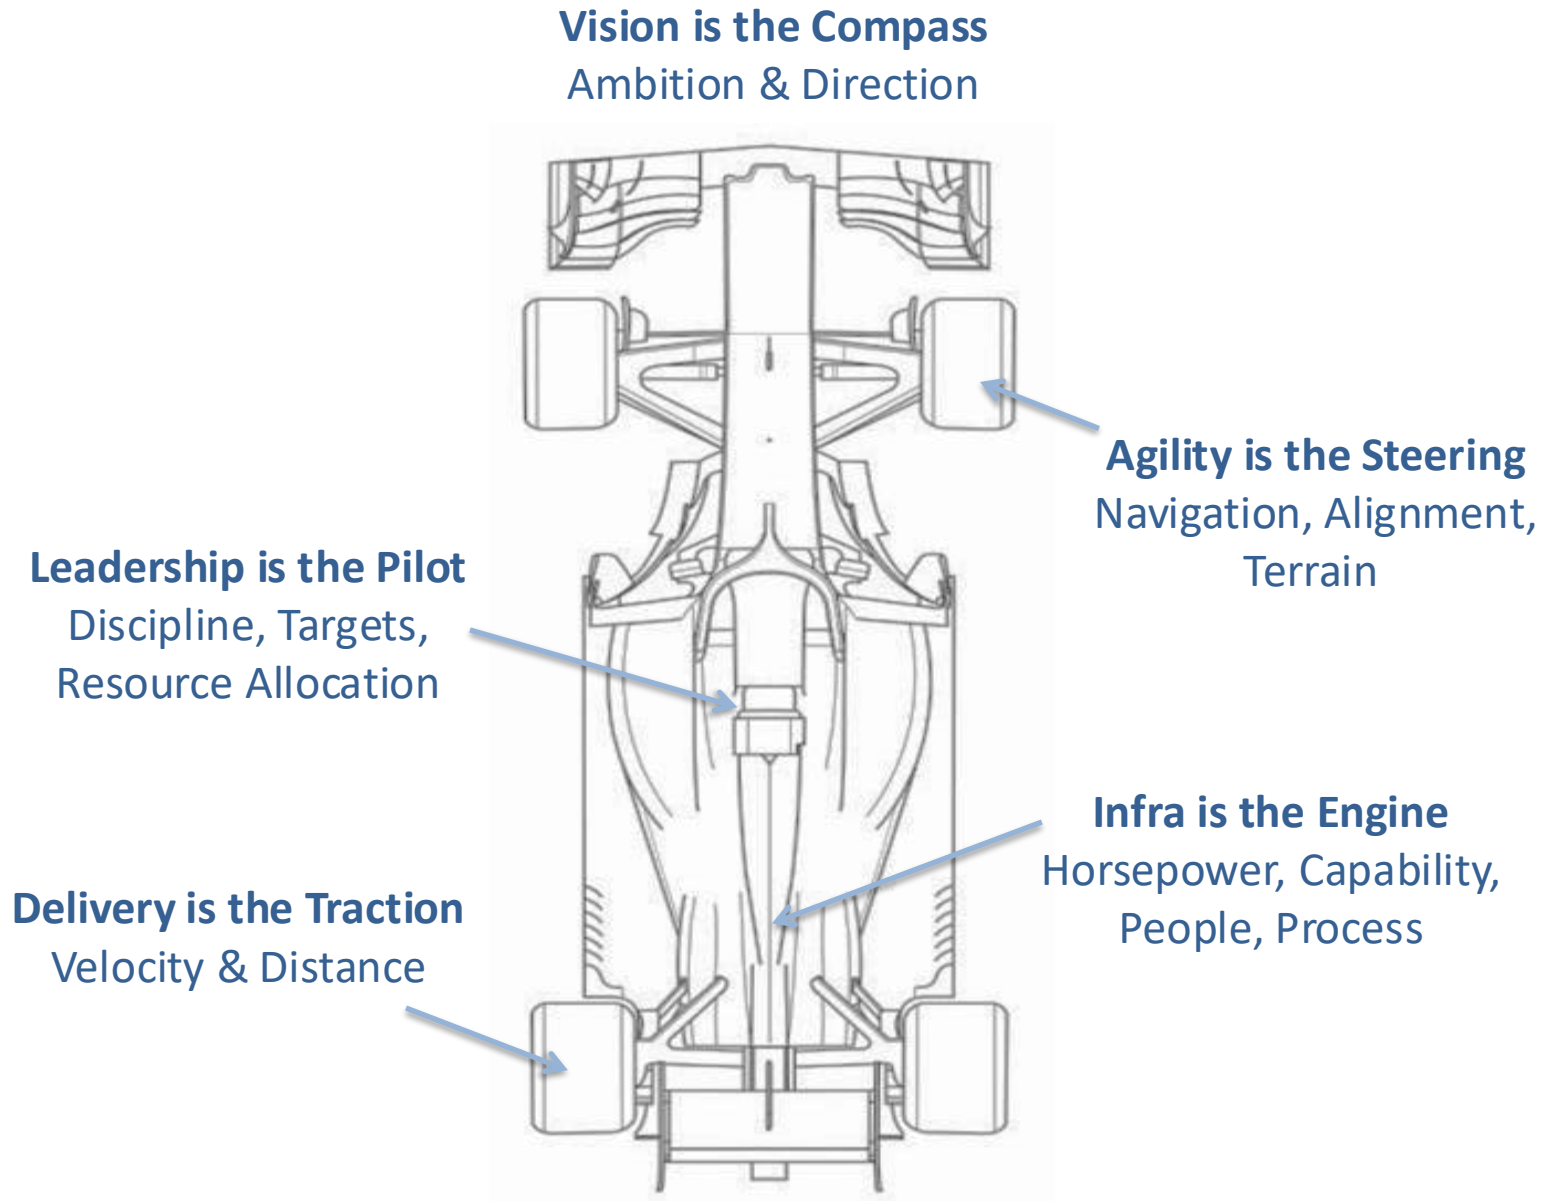 Vision is the Compass
Ambition & Direction
Agility is the Steering
Navigation, Alignment,
Terrain
Leadership is the Pilot
Discipline, Targets,
Resource Allocation
Infra is the Engine
Horsepower, Capability,
People, Process
Delivery is the Traction
Velocity & Distance